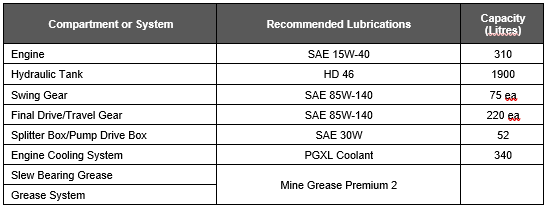 Compartment or System Recommended Lubrications Capacity
(Litres)
Engine SAE 15W-40 310
Hydraulic Tank HD 46 1900
Swing Gear SAE 85W-140 75 ea
Final Drive/Travel Gear SAE 85W-140 220 ea
Splitter Box/Pump Drive Box SAE 30W 52
Engine Cooling System PGXL Coolant 340
Slew Bearing Grease
Mine Grease Premium 2
Grease System